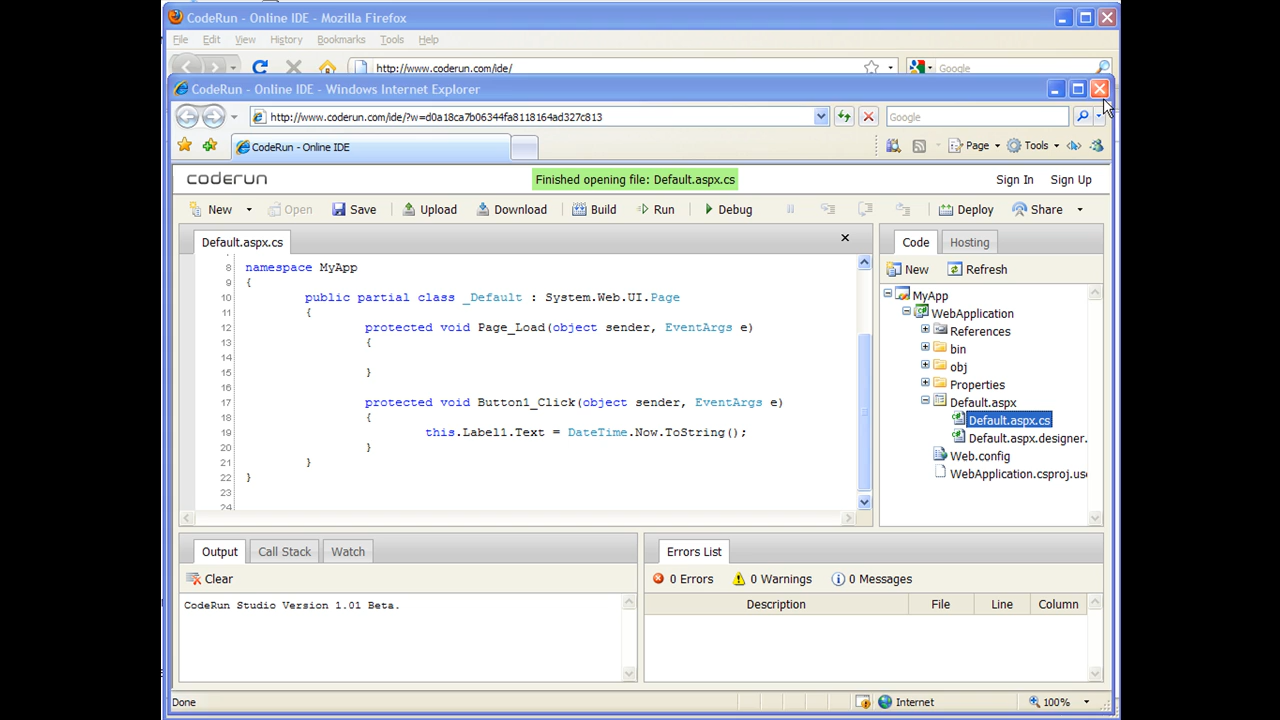 CodeRun - Online IDE - Mozilla Firefox
File Edit View History Bookmarks Tools Help
http://www.coderun.com/ide/ Google
CodeRun - Online IDE - Windows Internet Explorer
http://www.coderun.com/ide/?w=d0a18ca7b06344fa8118164ad327c813 Google
CodeRun - Online IDE Page Tools
coderun Finished opening file: Default.aspx.cs Sign In Sign Up
New Open Save Upload Download Build Run Debug Deploy Share
Default.aspx.cs
8 namespace MyApp
9 {
10 public partial class _Default : System.Web.UI.Page
11 {
12 protected void Page_Load(object sender, EventArgs e)
13 {
14
15 }
16
17 protected void Button1_Click(object sender, EventArgs e)
18 {
19 this.Label1.Text = DateTime.Now.ToString();
20 }
21 }
22 }
23
24
Code Hosting
New Refresh
MyApp
WebApplication
References
bin
obj
Properties
Default.aspx
Default.aspx.cs
Default.aspx.designer.
Web.config
WebApplication.csproj.us
Output Call Stack Watch
Clear
CodeRun Studio Version 1.01 Beta.
Errors List
0 Errors 0 Warnings 0 Messages
Description File Line Column
Done Internet 100%